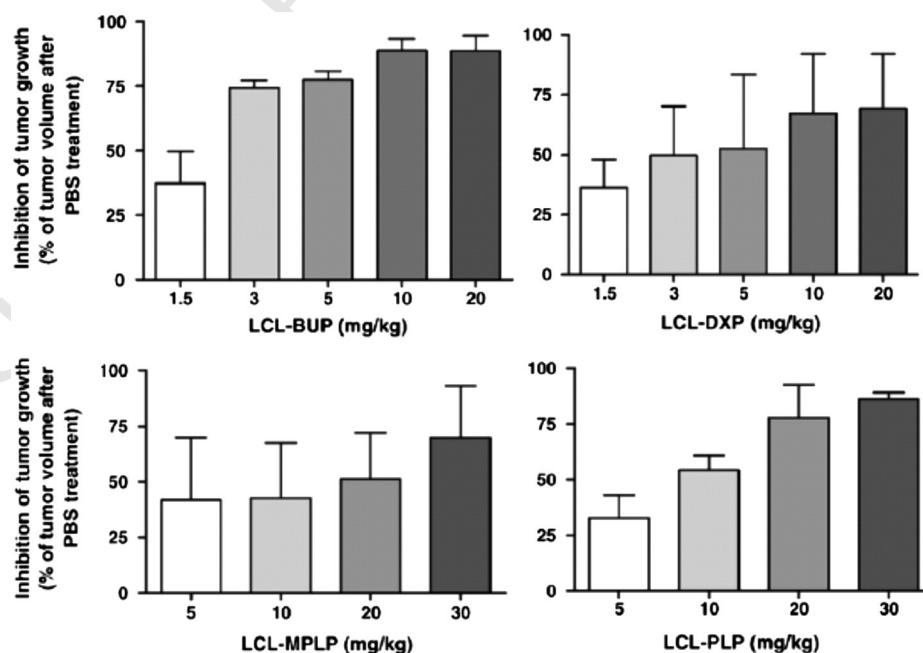 Inhibition of tumor growth
(% of tumor volume after
PBS treatment)
100
75
50
25
0
1.5 3 5 10 20
LCL-BUP (mg/kg)
100
75
50
25
0
1.5 3 5 10 20
LCL-DXP (mg/kg)
Inhibition of tumor growth
(% of tumor volume after
PBS treatment)
100
75
50
25
0
5 10 20 30
LCL-MPLP (mg/kg)
100
75
50
25
0
5 10 20 30
LCL-PLP (mg/kg)